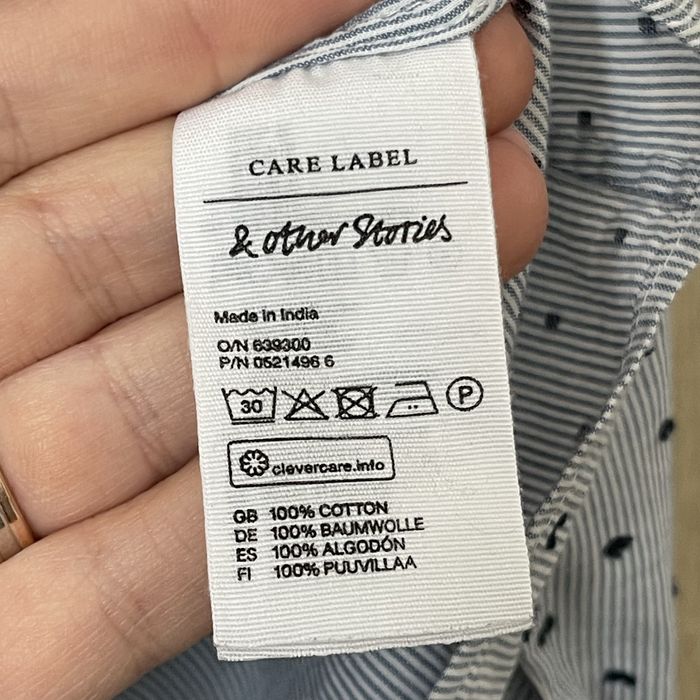 CARE LABEL
& other Stories
Made in India
O/N 639300
P/N 0521496 6
30 P
clevercare.info
GB 100% COTTON
DE 100% BAUMWOLLE
ES 100% ALGODÓN
FI 100% PUUVILLAA